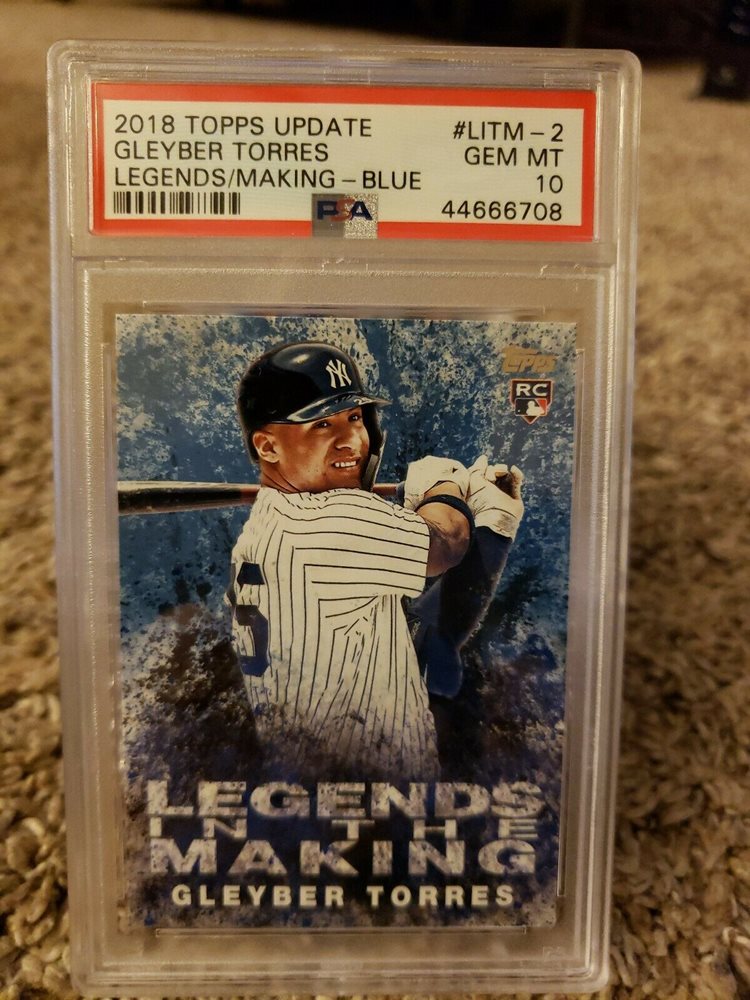 2018 TOPPS UPDATE #LITM-2
GLEYBER TORRES GEM MT
LEGENDS/MAKING-BLUE 10
PSA 44666708
Topps
RC
NY
5
LEGENDS
IN THE
MAKING
GLEYBER TORRES